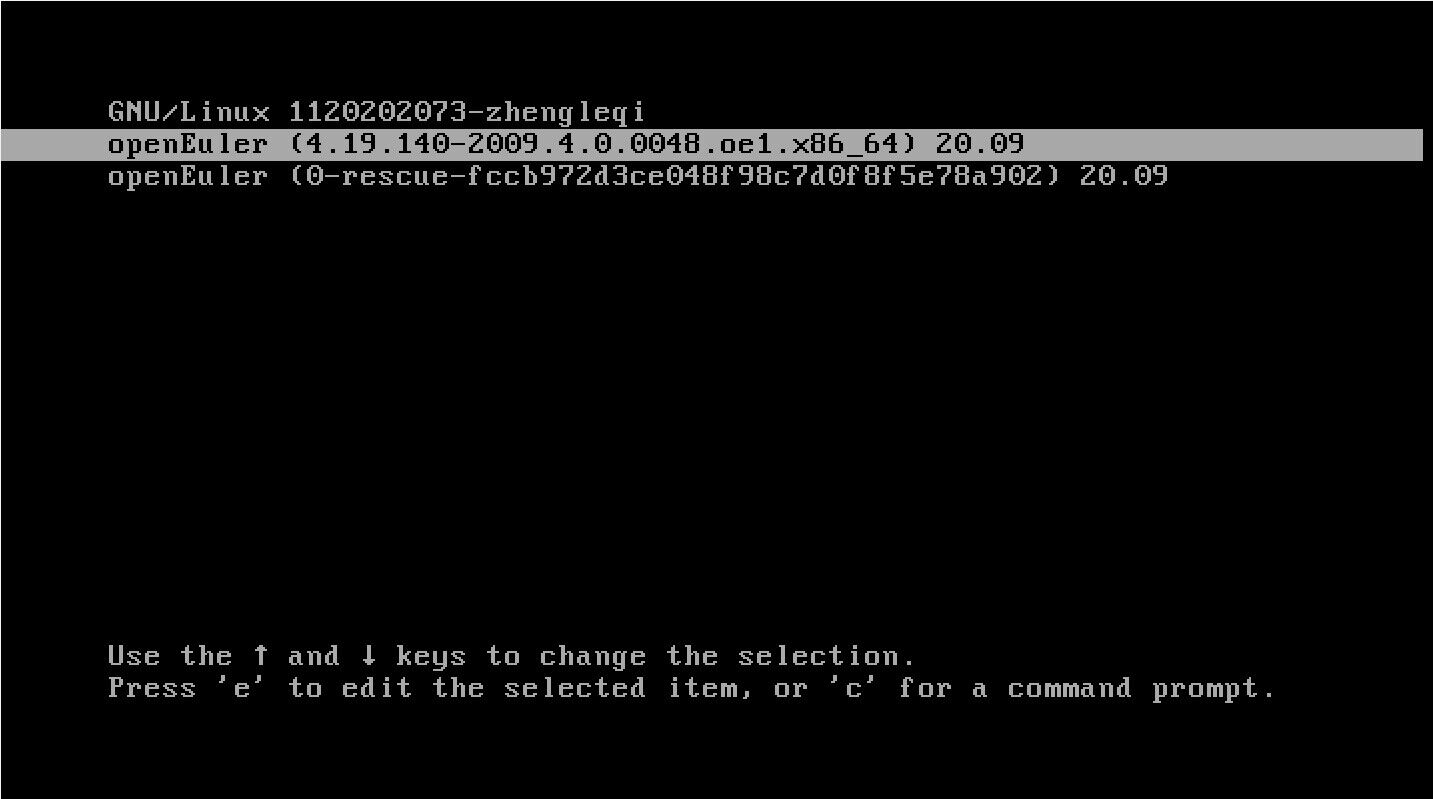 GNU/Linux 1120202073-zhengleqi
openEuler (4.19.140-2009.4.0.0048.oe1.x86_64) 20.09
openEuler (0-rescue-fccb972d3ce048f98c7d0f8f5e78a902) 20.09
Use the ↑ and ↓ keys to change the selection.
Press 'e' to edit the selected item, or 'c' for a command prompt.